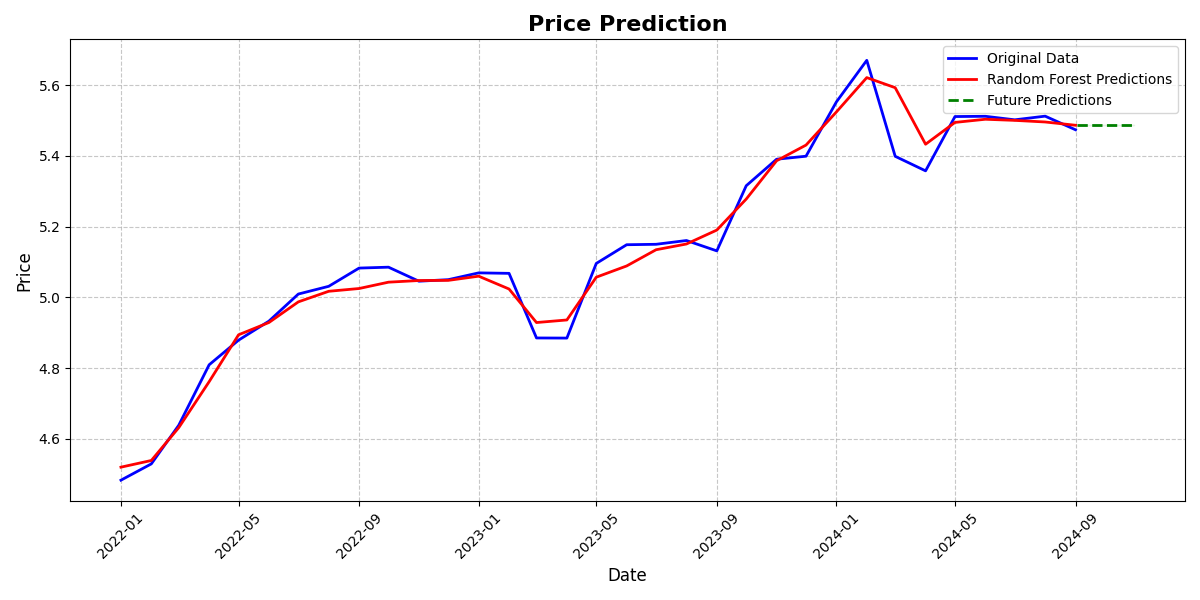 Price Prediction
Original Data
Random Forest Predictions
Future Predictions
Price
5.6
5.4
5.2
5.0
4.8
4.6
2022-01
2022-05
2022-09
2023-01
2023-05
2023-09
2024-01
2024-05
2024-09
Date